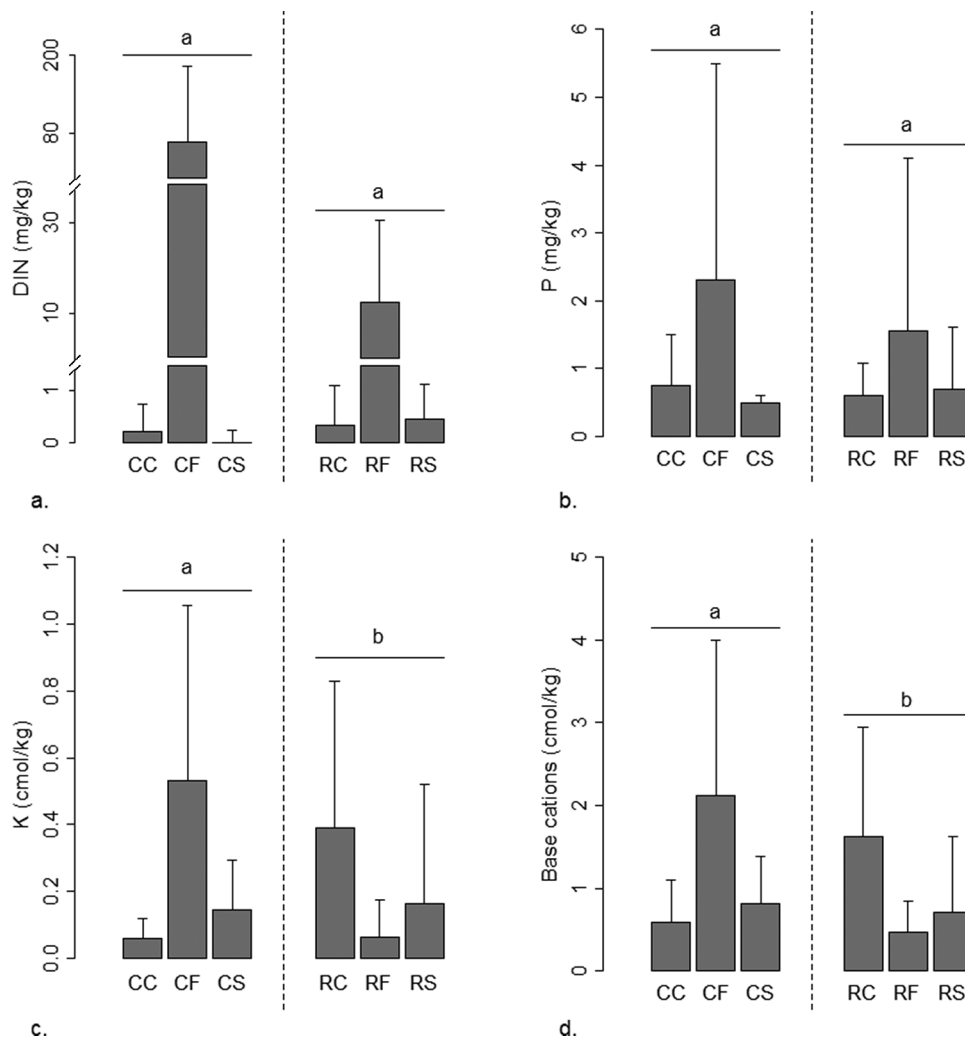 a
a
DIN (mg/kg)
200
80
30
10
1
0
CC CF CS RC RF RS
a.
a
a
P (mg/kg)
6
5
4
3
2
1
0
CC CF CS RC RF RS
b.
a
b
K (cmol/kg)
1.2
1.0
0.8
0.6
0.4
0.2
0.0
CC CF CS RC RF RS
c.
a
b
Base cations (cmol/kg)
5
4
3
2
1
0
CC CF CS RC RF RS
d.